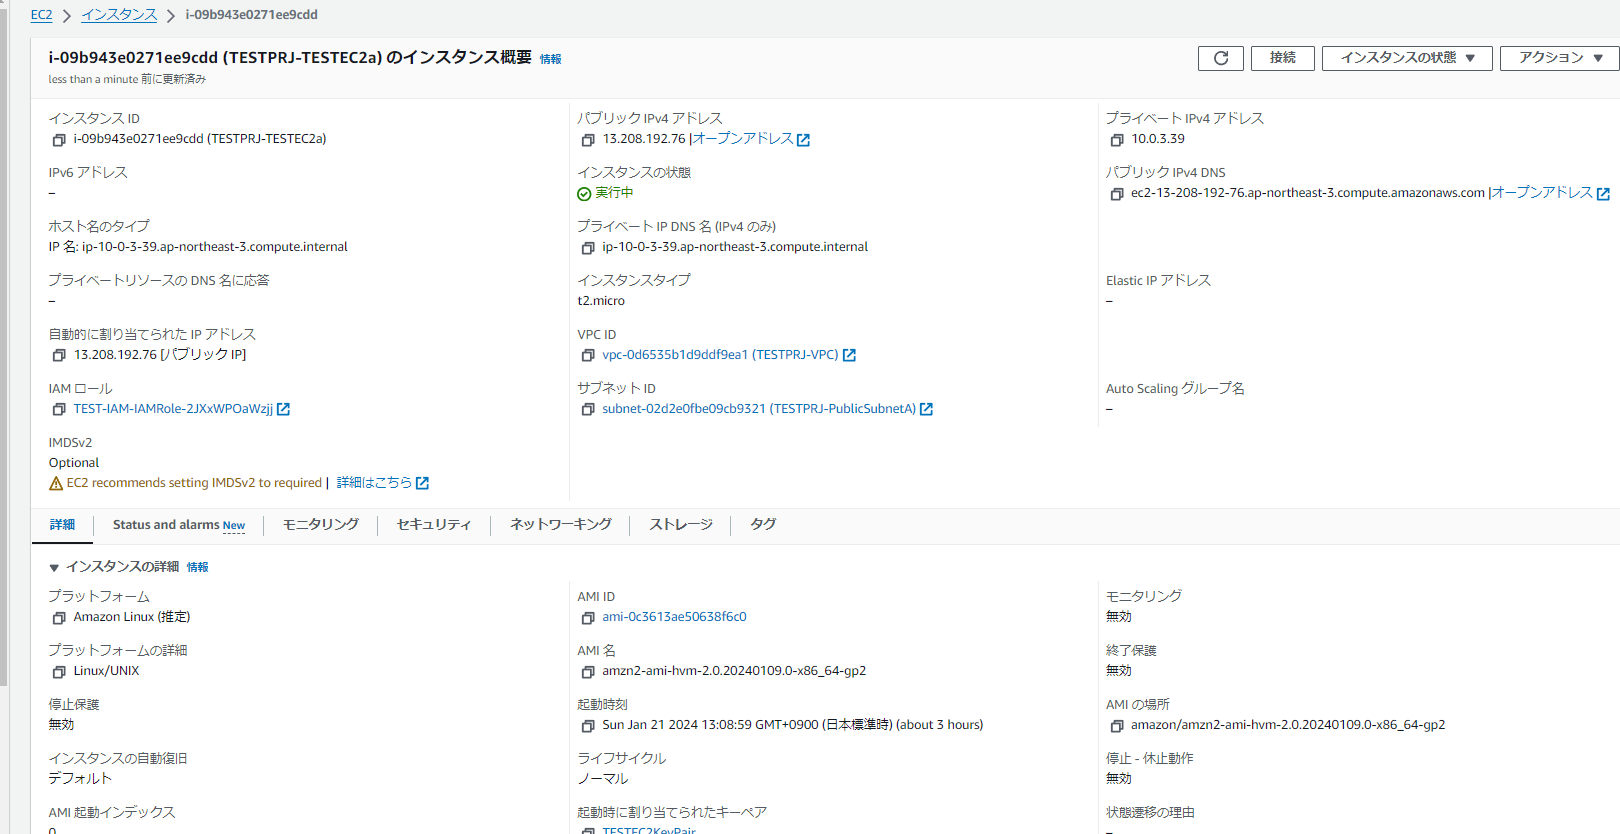 EC2 > インスタンス > i-09b943e0271ee9cdd
i-09b943e0271ee9cdd (TESTPRJ-TESTEC2a) のインスタンス概要 情報
less than a minute 前に更新済み
接続
インスタンスの状態 ▼
アクション ▼
インスタンス ID
i-09b943e0271ee9cdd (TESTPRJ-TESTEC2a)
パブリック IPv4 アドレス
13.208.192.76 |オープンアドレス
プライベート IPv4 アドレス
10.0.3.39
IPv6 アドレス
–
インスタンスの状態
実行中
パブリック IPv4 DNS
ec2-13-208-192-76.ap-northeast-3.compute.amazonaws.com |オープンアドレス
ホスト名のタイプ
IP 名: ip-10-0-3-39.ap-northeast-3.compute.internal
プライベート IP DNS 名 (IPv4 のみ)
ip-10-0-3-39.ap-northeast-3.compute.internal
プライベートリソースの DNS 名に応答
–
インスタンスタイプ
t2.micro
Elastic IP アドレス
–
自動的に割り当てられた IP アドレス
13.208.192.76 [パブリック IP]
VPC ID
vpc-0d6535b1d9ddf9ea1 (TESTPRJ-VPC)
IAM ロール
TEST-IAM-IAMRole-2JXxWPOaWzjj
サブネット ID
subnet-02d2e0fbe09cb9321 (TESTPRJ-PublicSubnetA)
Auto Scaling グループ名
–
IMDSv2
Optional
EC2 recommends setting IMDSv2 to required | 詳細はこちら
詳細
Status and alarms New
モニタリング
セキュリティ
ネットワーキング
ストレージ
タグ
▼ インスタンスの詳細 情報
プラットフォーム
Amazon Linux (推定)
AMI ID
ami-0c3613ae50638f6c0
モニタリング
無効
プラットフォームの詳細
Linux/UNIX
AMI 名
amzn2-ami-hvm-2.0.20240109.0-x86_64-gp2
終了保護
無効
停止保護
無効
起動時刻
Sun Jan 21 2024 13:08:59 GMT+0900 (日本標準時) (about 3 hours)
AMI の場所
amazon/amzn2-ami-hvm-2.0.20240109.0-x86_64-gp2
インスタンスの自動復旧
デフォルト
ライフサイクル
ノーマル
停止 - 休止動作
無効
AMI 起動インデックス
0
起動時に割り当てられたキーペア
TESTEC2KeyPair
状態遷移の理由
–